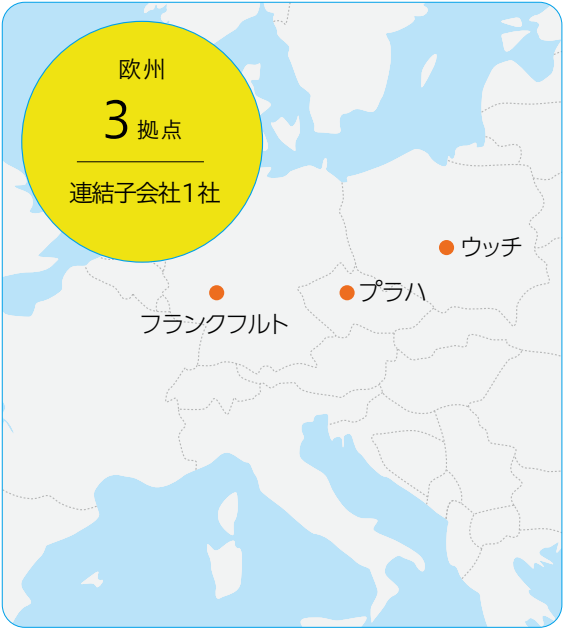 欧州
3 拠点
連結子会社1社
ウッチ
プラハ
フランクフルト